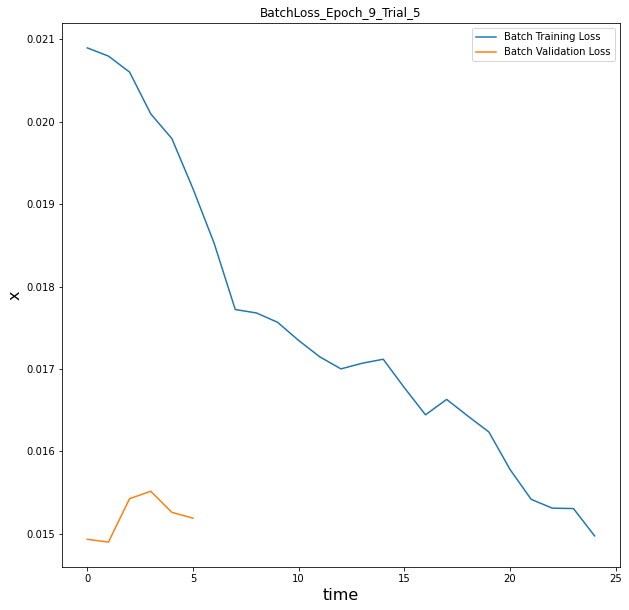 BatchLoss_Epoch_9_Trial_5
Batch Training Loss
Batch Validation Loss
0.021
0.020
0.019
0.018
0.017
0.016
0.015
x
0
5
10
15
20
25
time